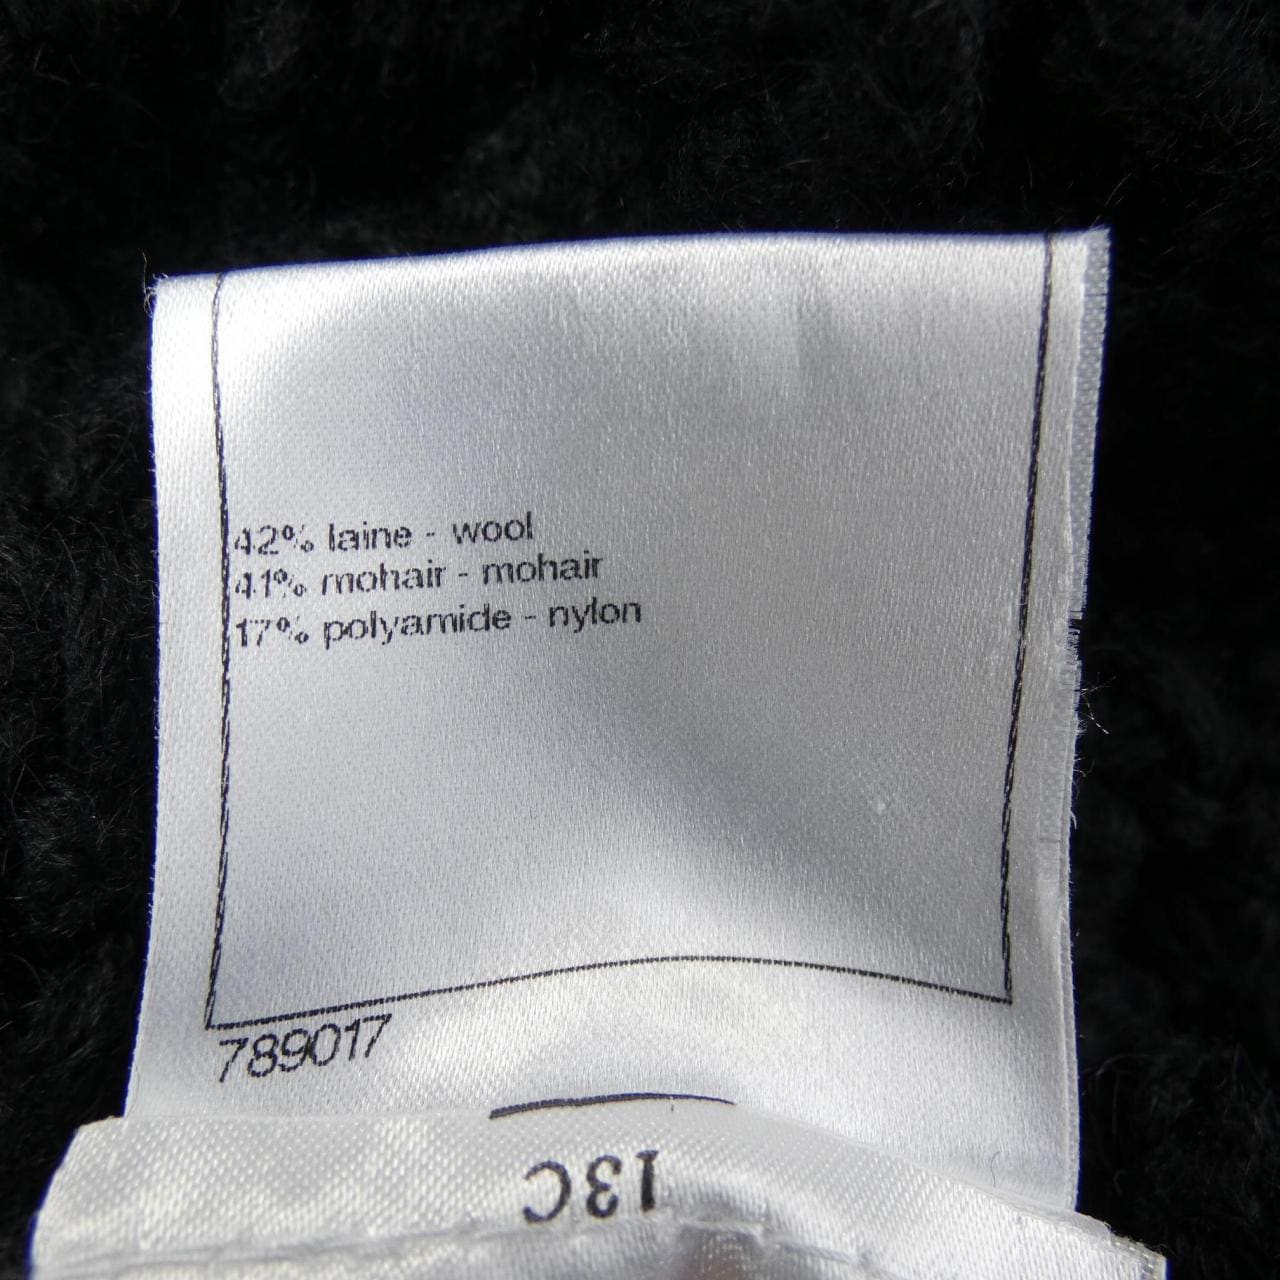 42% laine - wool
41% mohair - mohair
17% polyamide - nylon
789017
13C